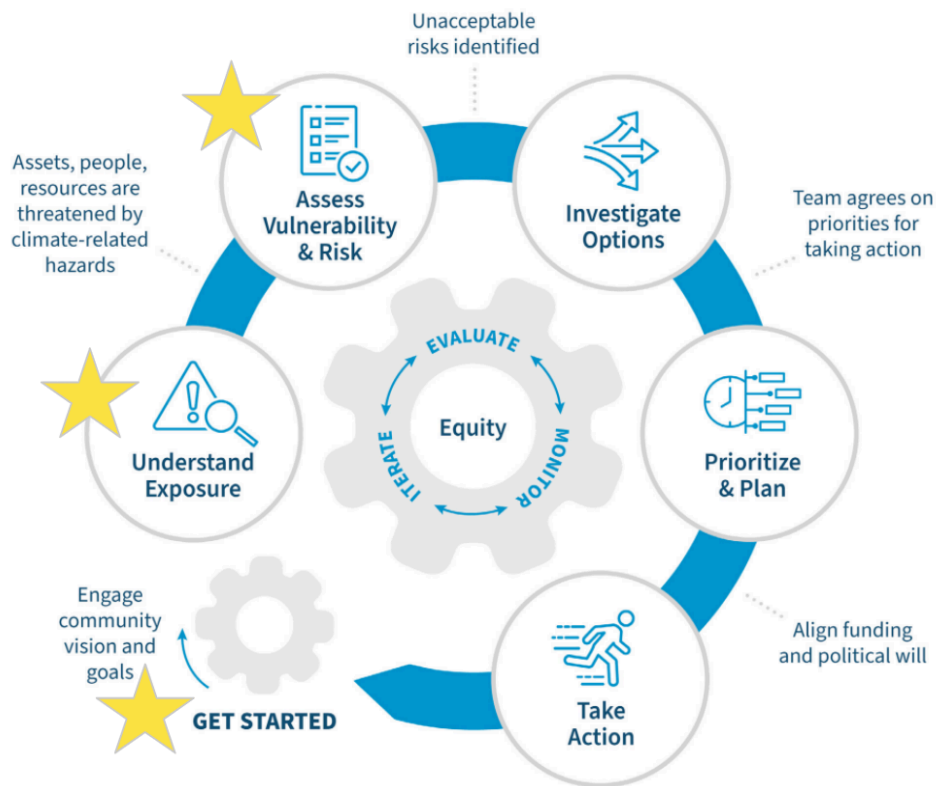 Unacceptable
risks identified
Assess
Vulnerability
& Risk
Investigate
Options
Assets, people,
resources are
threatened by
climate-related
hazards
Team agrees on
priorities for
taking action
EVALUATE
Equity
ITERATE
MONITOR
Understand
Exposure
Prioritize
& Plan
Engage
community
vision and
goals
GET STARTED
Take
Action
Align funding
and political will